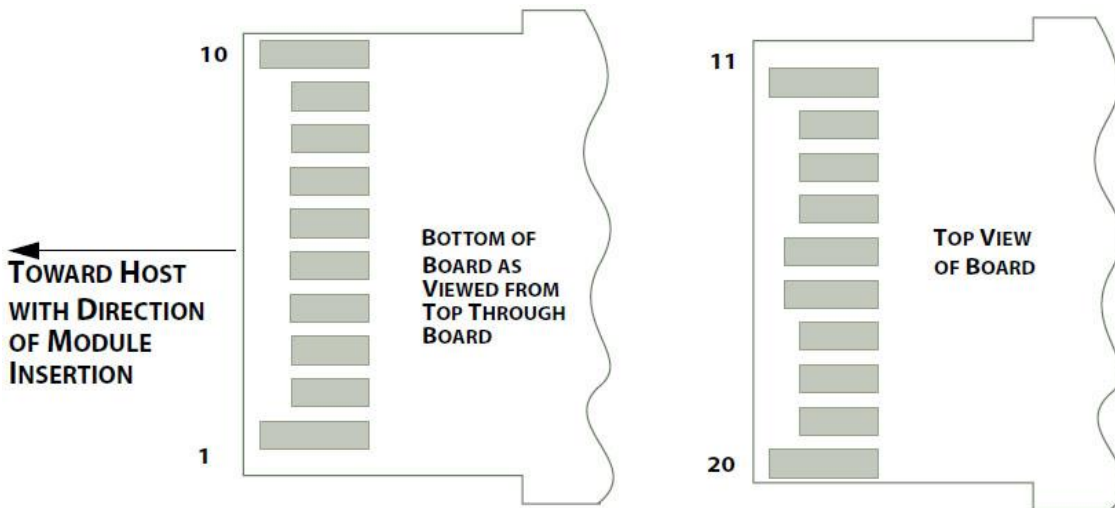 10
1
TOWARD HOST
WITH DIRECTION
OF MODULE
INSERTION
BOTTOM OF
BOARD AS
VIEWED FROM
TOP THROUGH
BOARD
11
20
TOP VIEW
OF BOARD